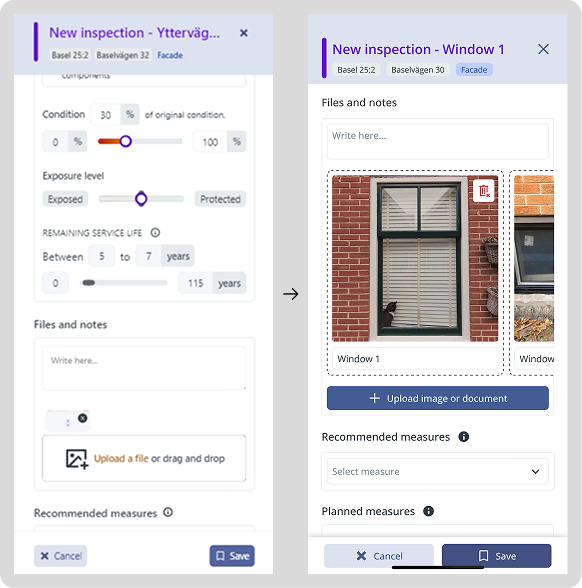 New inspection - Yttervägg...
Basel 25:2 Baselvägen 32 Facade
components
Condition 30 % of original condition.
0 % 100 %
Exposure level
Exposed Protected
REMAINING SERVICE LIFE
Between 5 to 7 years
0 115 years
Files and notes
Write here...
Upload a file or drag and drop
Recommended measures
Cancel Save
New inspection - Window 1
Basel 25:2 Baselvägen 30 Facade
Files and notes
Write here...
Window 1 Window
Upload image or document
Recommended measures
Select measure
Planned measures
Cancel Save